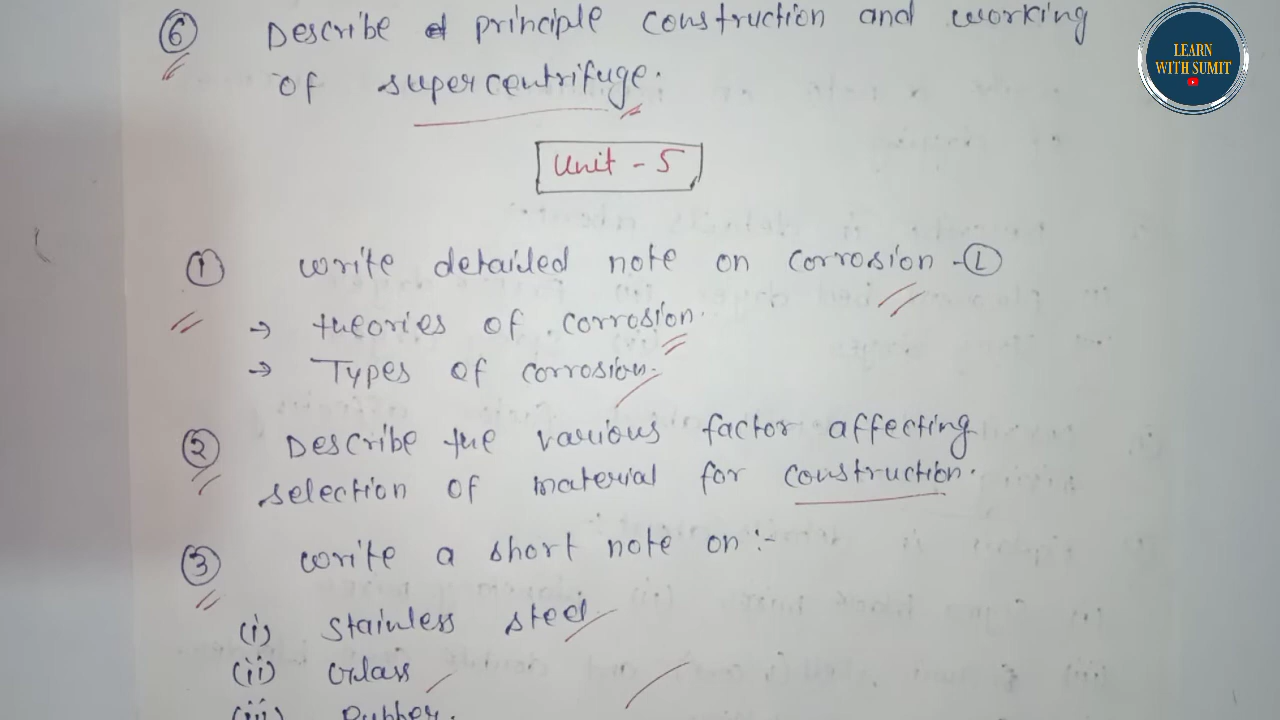 ⑥ Describe principle construction and working
of supercentrifuge.
LEARN
WITH SUMIT
Unit - 5
① Write detailed note on corrosion - L
→ theories of corrosion.
→ Types of corrosion.
② Describe the various factor affecting
selection of material for construction.
③ Write a short note on :-
(i) stainless steel
(ii) Glass
(iii) Rubber.